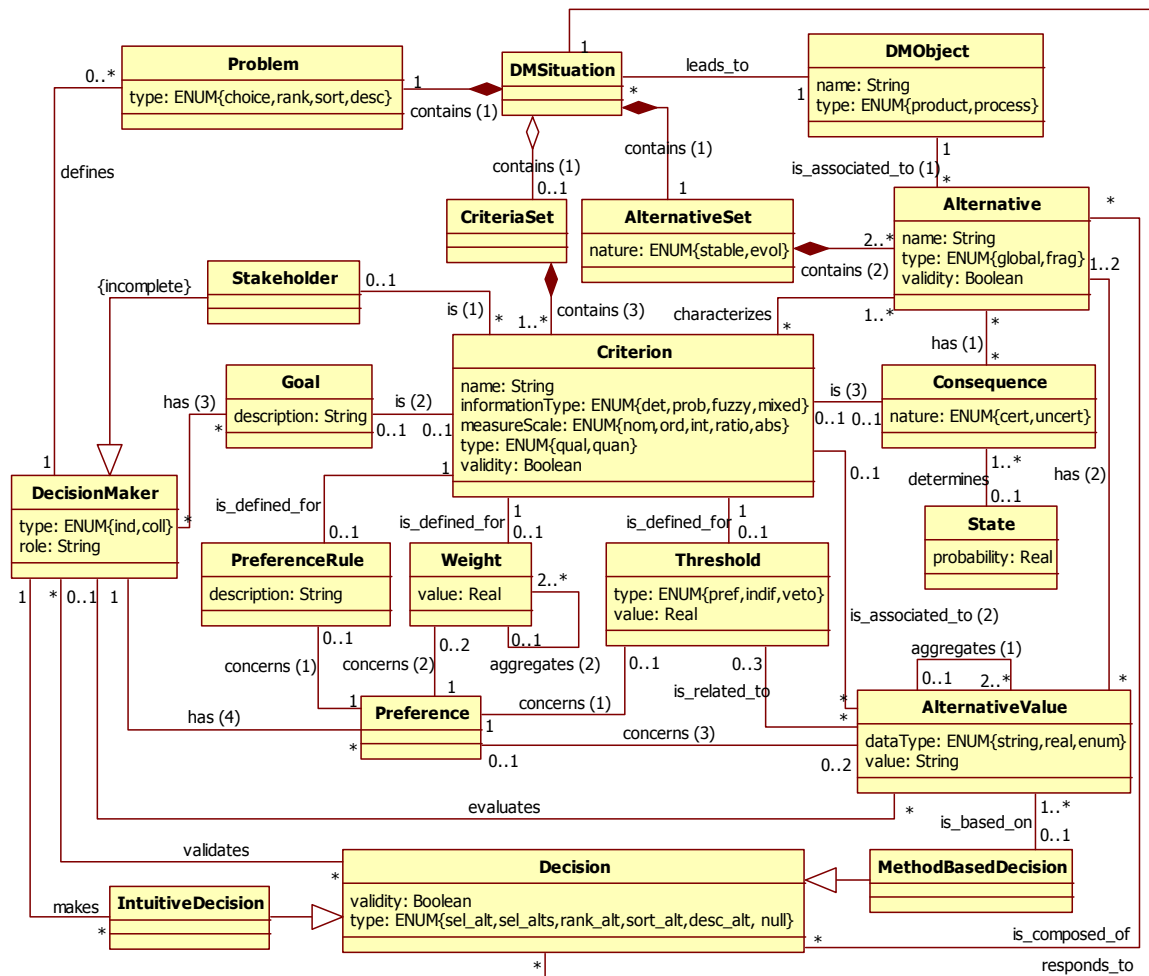 Problem
type: ENUM{choice,rank,sort,desc}
0..*
1
contains (1)
DMSituation
1
*
leads_to
1
DMObject
name: String
type: ENUM{product,process}
defines
contains (1)
0..1
contains (1)
1
is_associated_to (1)
1
*
CriteriaSet
AlternativeSet
nature: ENUM{stable,evol}
2..*
contains (2)
Alternative
name: String
type: ENUM{global,frag}
validity: Boolean
*
1..2
{incomplete}
Stakeholder
0..1
is (1)
*
1..*
contains (3)
characterizes
*
1..*
*
has (1)
*
Criterion
name: String
informationType: ENUM{det,prob,fuzzy,mixed}
measureScale: ENUM{nom,ord,int,ratio,abs}
type: ENUM{qual,quan}
validity: Boolean
Goal
description: String
has (3)
*
is (2)
0..1
0..1
is (3)
0..1
0..1
Consequence
nature: ENUM{cert,uncert}
1..*
determines
0..1
has (2)
State
probability: Real
1
DecisionMaker
type: ENUM{ind,coll}
role: String
*
1
is_defined_for
0..1
1
is_defined_for
0..1
1
is_defined_for
0..1
0..1
PreferenceRule
description: String
Weight
value: Real
2..*
0..1
aggregates (2)
Threshold
type: ENUM{pref,indif,veto}
value: Real
is_associated_to (2)
1
*
0..1
1
0..1
concerns (1)
1
0..2
concerns (2)
1
0..1
concerns (1)
1
0..3
is_related_to
*
*
aggregates (1)
0..1
2..*
*
AlternativeValue
dataType: ENUM{string,real,enum}
value: String
Preference
has (4)
*
concerns (3)
0..1
0..2
evaluates
*
1..*
is_based_on
0..1
validates
*
Decision
validity: Boolean
type: ENUM{sel_alt,sel_alts,rank_alt,sort_alt,desc_alt, null}
MethodBasedDecision
makes
*
IntuitiveDecision
*
is_composed_of
*
responds_to